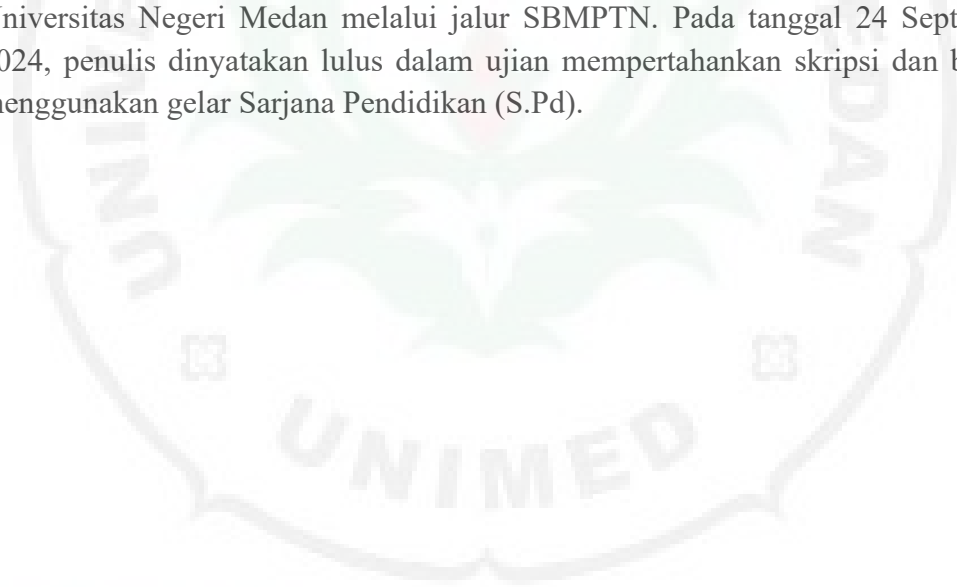 niversitas Negeri Medan melalui jalur SBMPTN. Pada tanggal 24 Sept
024, penulis dinyatakan lulus dalam ujian mempertahankan skripsi dan b
enggunakan gelar Sarjana Pendidikan (S.Pd).
UNIMED